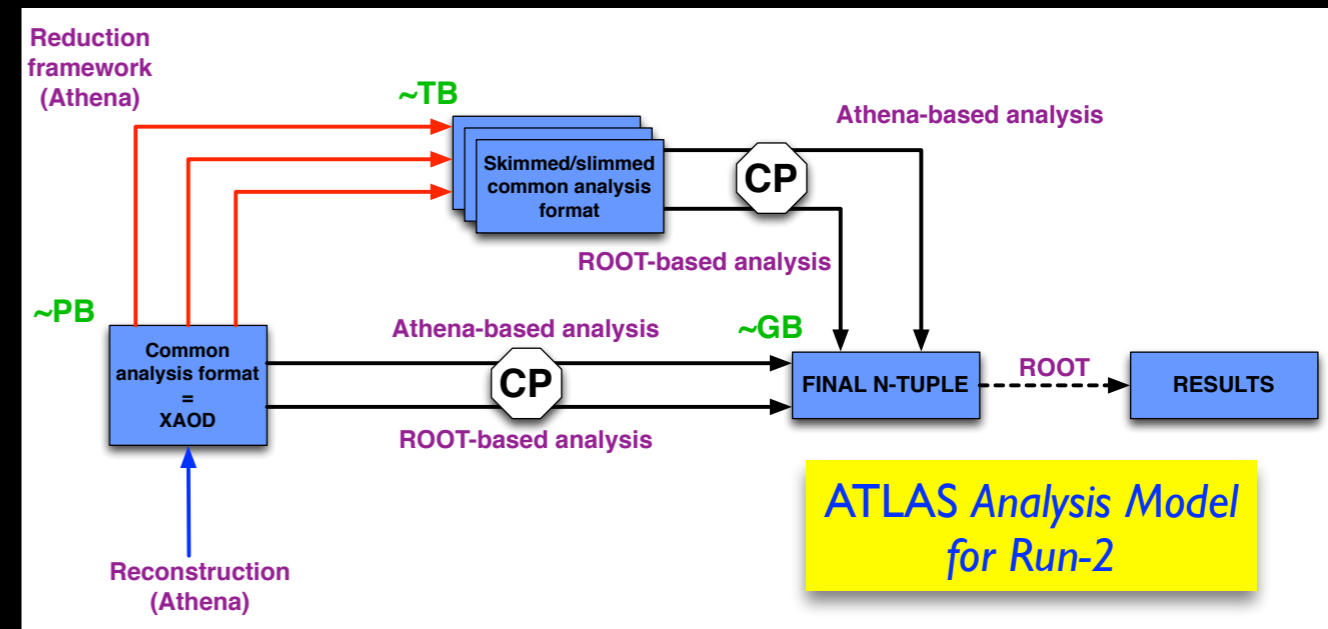 Reduction
framework
(Athena)
~TB
Athena-based analysis
Skimmed/slimmed
common analysis
format
CP
ROOT-based analysis
~PB
Athena-based analysis
~GB
Common
analysis format
=
XAOD
CP
FINAL N-TUPLE
ROOT
RESULTS
ROOT-based analysis
ATLAS Analysis Model
for Run-2
Reconstruction
(Athena)